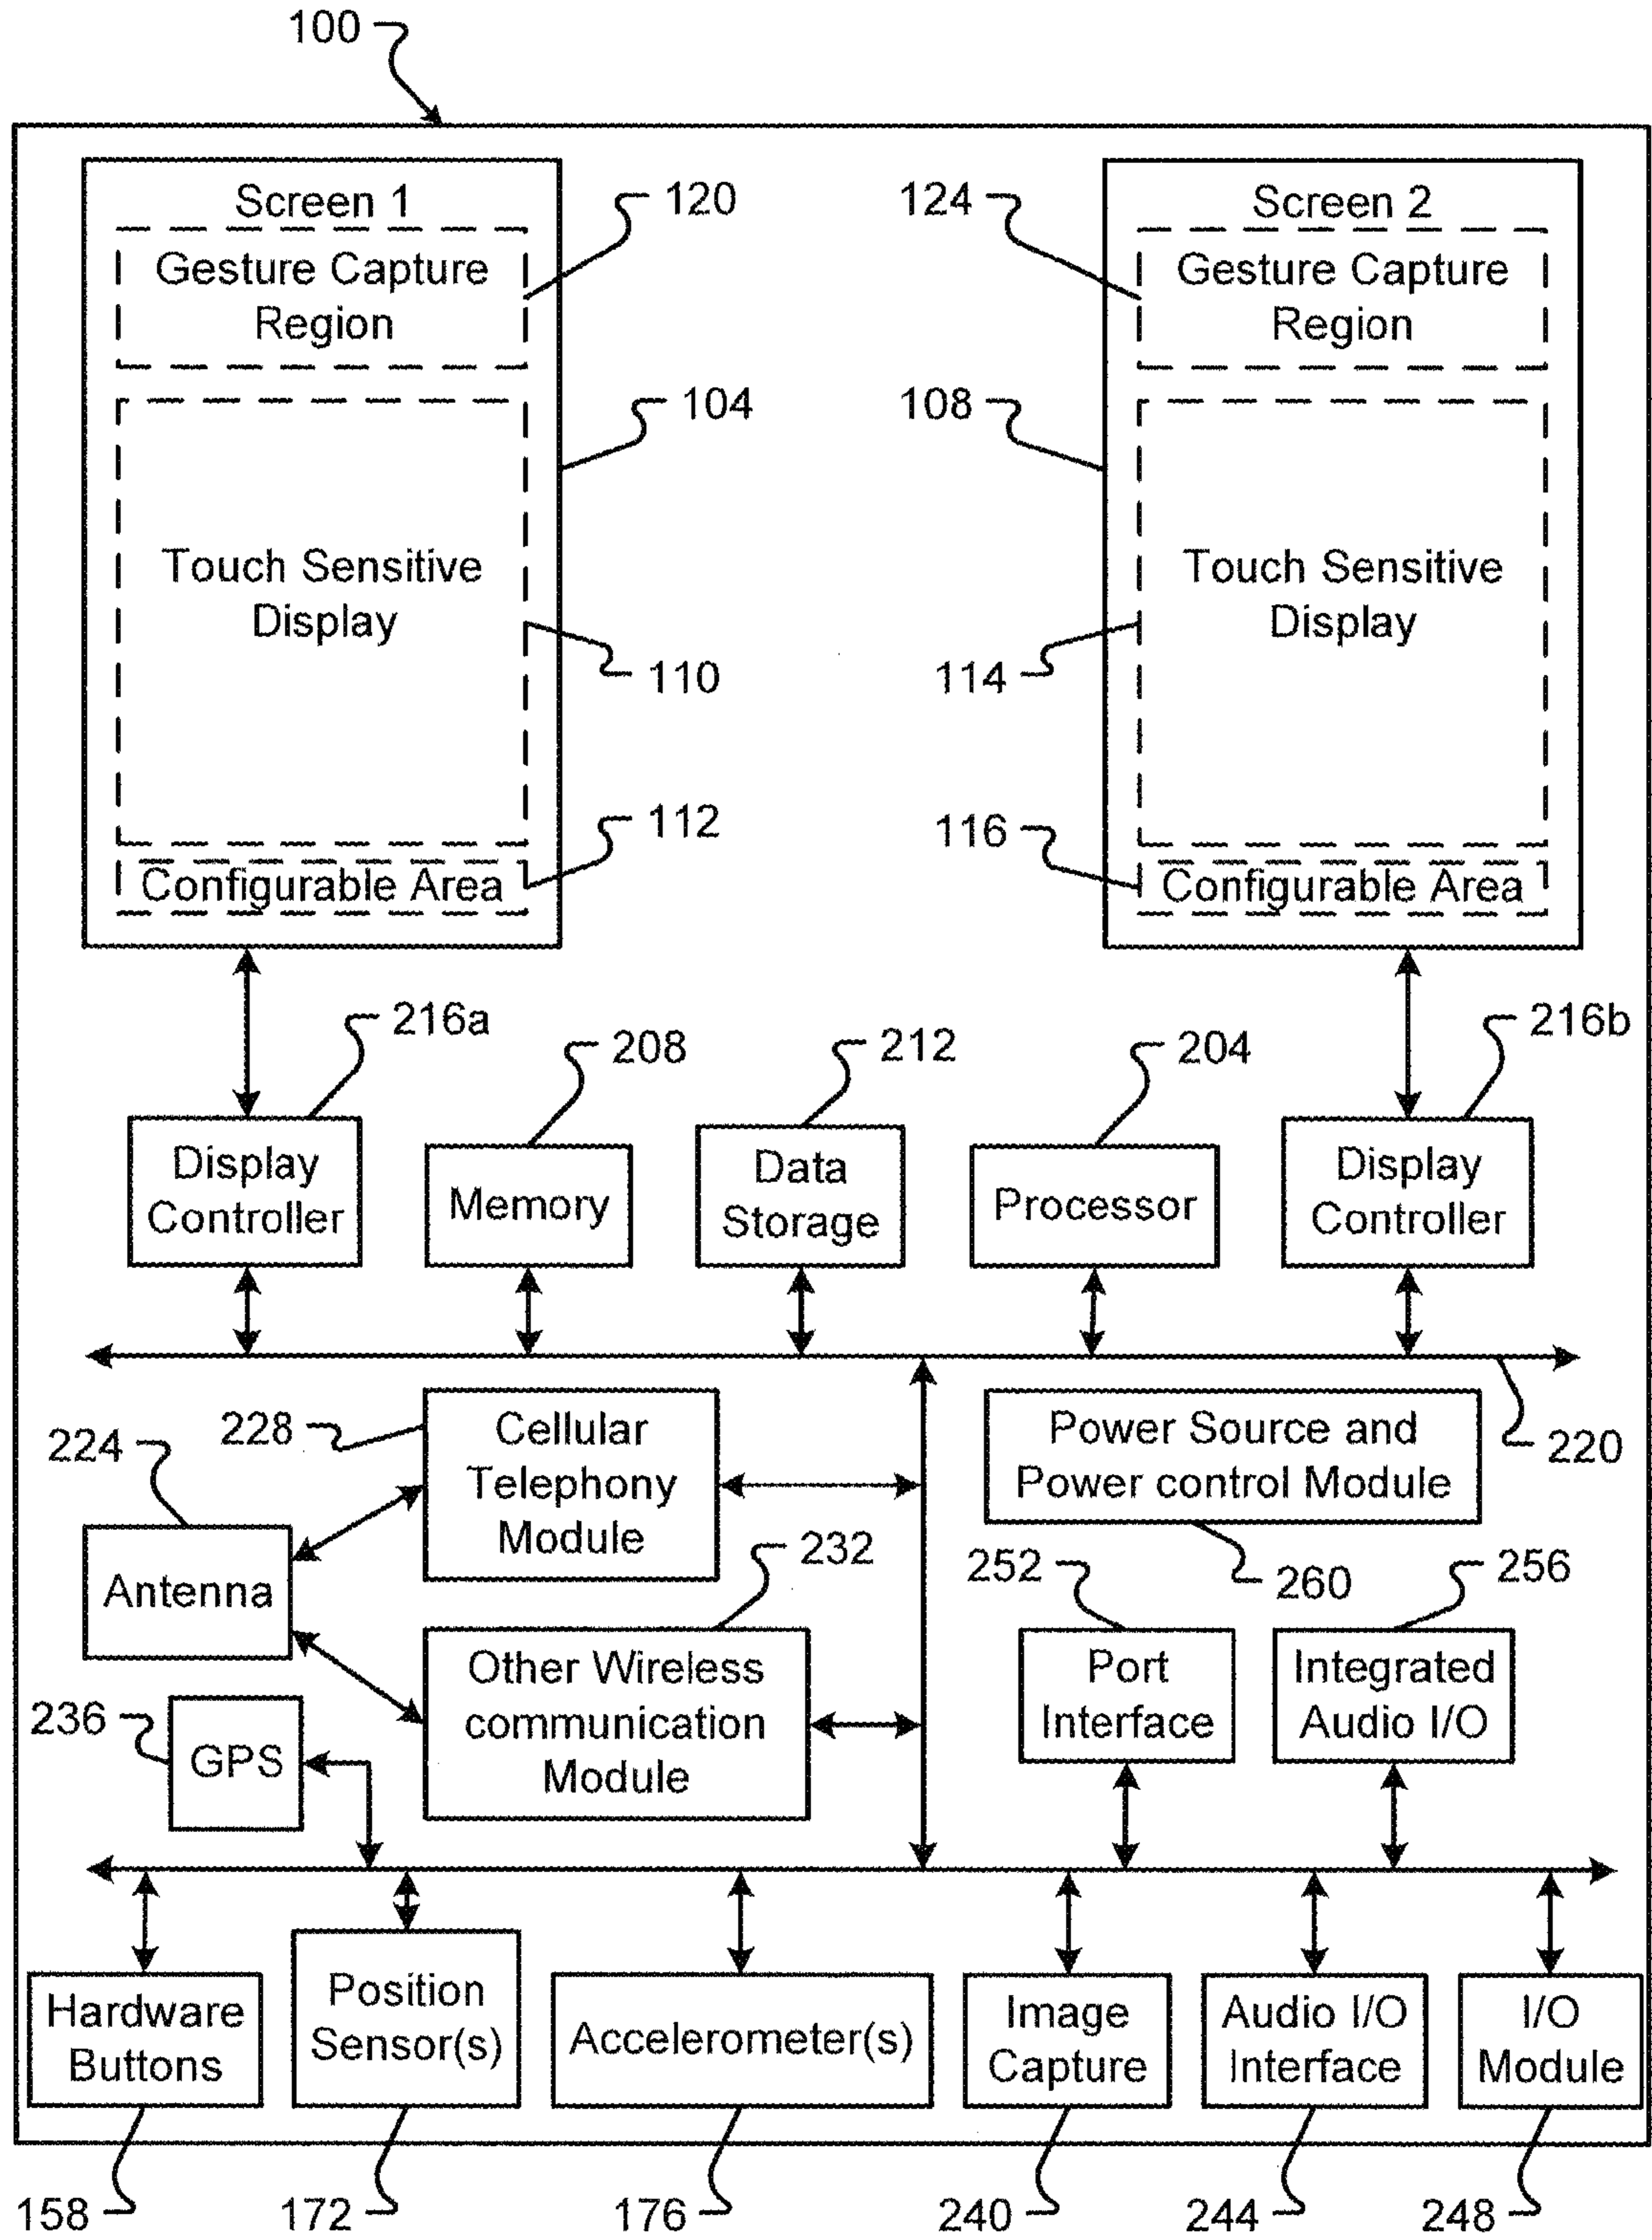 100
Screen 1
120
124
Screen 2
Gesture Capture
Region
Gesture Capture
Region
104
108
Touch Sensitive
Display
Touch Sensitive
Display
110
114
112
116
Configurable Area
Configurable Area
216a
208
212
204
216b
Display
Controller
Memory
Data
Storage
Processor
Display
Controller
228
Cellular
Telephony
Module
Power Source and
Power control Module
220
224
Antenna
232
252
260
256
Other Wireless
communication
Module
Port
Interface
Integrated
Audio I/O
236
GPS
Hardware
Buttons
Position
Sensor(s)
Accelerometer(s)
Image
Capture
Audio I/O
Interface
I/O
Module
158
172
176
240
244
248